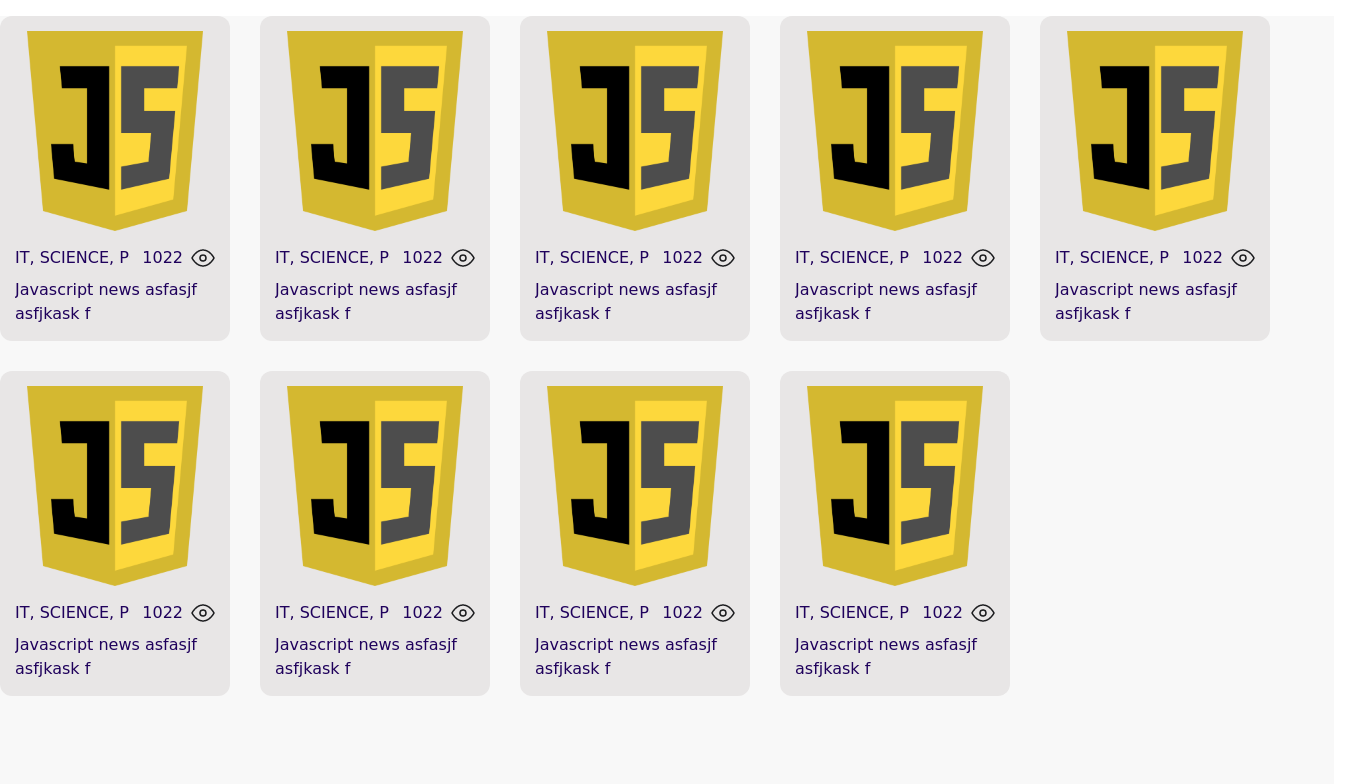 JS JS JS JS JS
IT, SCIENCE, P 1022 IT, SCIENCE, P 1022 IT, SCIENCE, P 1022 IT, SCIENCE, P 1022 IT, SCIENCE, P 1022
Javascript news asfasjf Javascript news asfasjf Javascript news asfasjf Javascript news asfasjf Javascript news asfasjf
asfjkask f asfjkask f asfjkask f asfjkask f asfjkask f
JS JS JS JS
IT, SCIENCE, P 1022 IT, SCIENCE, P 1022 IT, SCIENCE, P 1022 IT, SCIENCE, P 1022
Javascript news asfasjf Javascript news asfasjf Javascript news asfasjf Javascript news asfasjf
asfjkask f asfjkask f asfjkask f asfjkask f